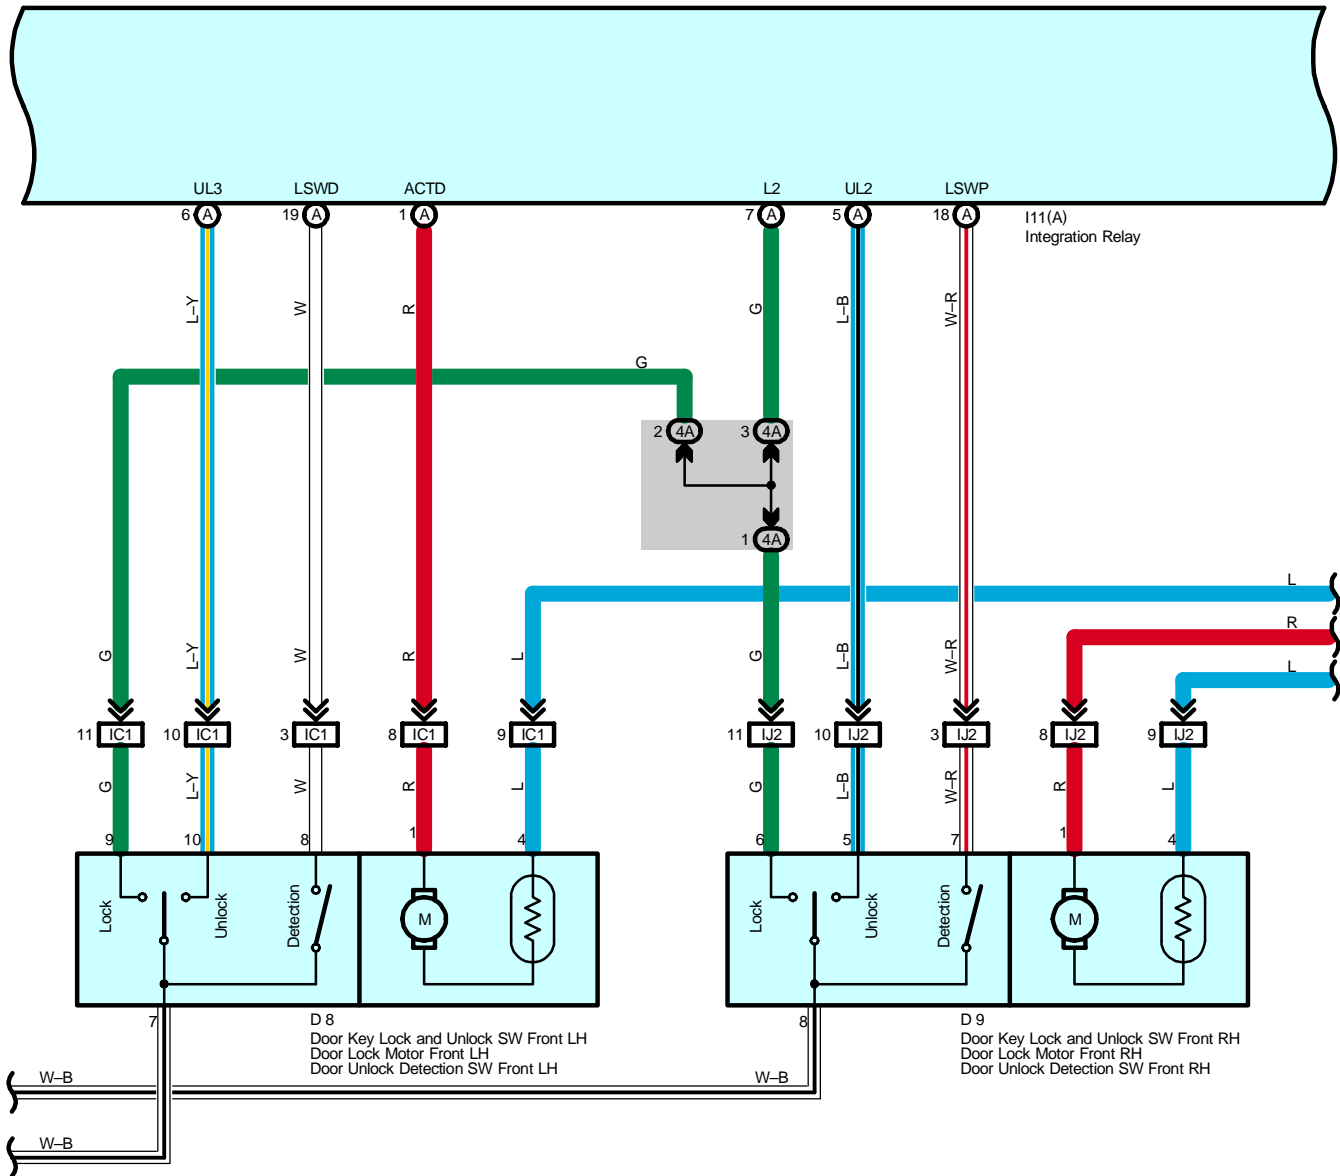 UL3 LSWD ACTD L2 UL2 LSWP
6 A 19 A 1 A 7 A 5 A 18 A I11(A)
Integration Relay
L–Y W R G L–B W–R
G
2 4A 3 4A
1 4A
L
R
L
G L–Y W R L G L–B W–R
11 IC1 10 IC1 3 IC1 8 IC1 9 IC1 11 IJ2 10 IJ2 3 IJ2 8 IJ2 9 IJ2
G L–Y W R L G L–B W–R R L
9 10 8 1 4 6 5 7 1 4
Lock Unlock Detection M Lock Unlock Detection M
7 8
D 8
Door Key Lock and Unlock SW Front LH
Door Lock Motor Front LH
Door Unlock Detection SW Front LH
D 9
Door Key Lock and Unlock SW Front RH
Door Lock Motor Front RH
Door Unlock Detection SW Front RH
W–B W–B
W–B